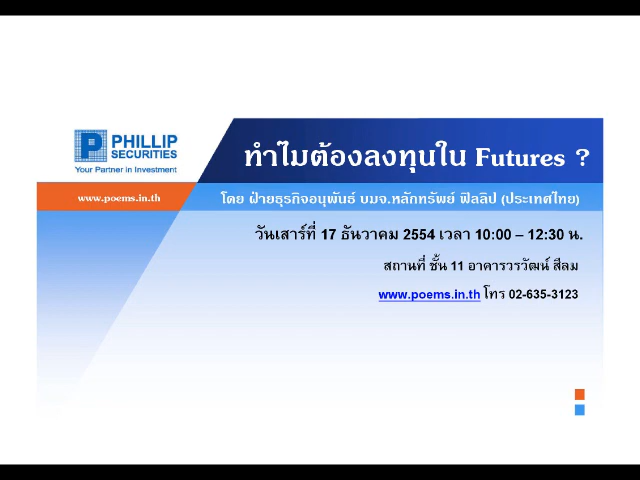 PHILLIP
SECURITIES
Your Partner in Investment
ทำไมต้องลงทุนใน Futures ?
www.poems.in.th
โดย ฝ่ายธุรกิจอนุพันธ์ บมจ.หลักทรัพย์ ฟิลลิป (ประเทศไทย)
วันเสาร์ที่ 17 ธันวาคม 2554 เวลา 10:00 – 12:30 น.
สถานที่ ชั้น 11 อาคารวรวัฒน์ สีลม
www.poems.in.th โทร 02-635-3123